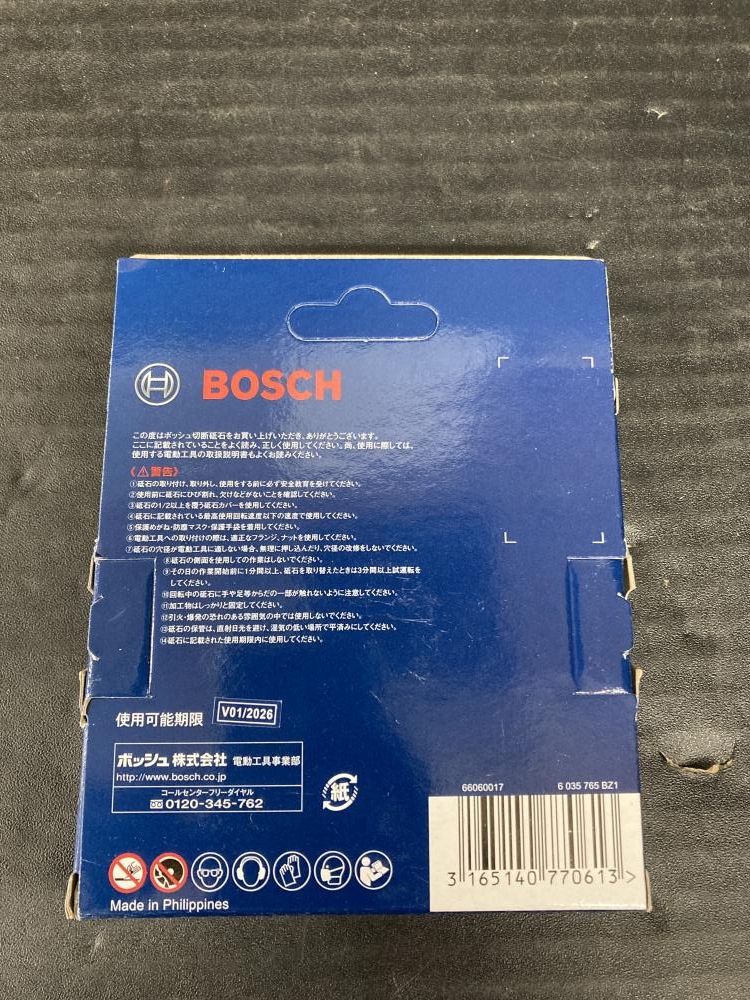 BOSCH
この度はボッシュ切断砥石をお買い上げいただき、ありがとうございます。
ここに記載されていることをよく読み、正しく使用してください。尚、使用に際しては、
使用する電動工具の取扱説明書もよくお読みください。
《⚠警告》
①砥石の取り付け、取り外し、使用をする前に必ず安全教育を受けてください。
②使用前に砥石にひび割れ、欠けなどがないことを確認してください。
③砥石の1/2以上を覆う砥石カバーを使用してください。
④砥石に記載されている最高使用回転速度以下の速度で使用してください。
⑤保護めがね・防塵マスク・保護手袋を着用してください。
⑥電動工具への取り付けの際は、適正なフランジ、ナットを使用してください。
⑦砥石の穴径が電動工具に適しない場合、無理に押し込んだり、穴径の改修をしないでください。
⑧砥石の側面を使用しての作業はしないでください。
⑨その日の作業開始前に1分間以上、砥石を取り替えたときは3分間以上試運転を
してください。
⑩回転中の砥石に手や足等からだの一部が触れないように注意してください。
⑪加工物はしっかりと固定してください。
⑫引火・爆発の恐れのある雰囲気の中では使用しないでください。
⑬砥石の保管は、直射日光を避け、湿気の低い場所で平済みにしてください。
⑭砥石に記された使用期限内に使用してください。
使用可能期限 V01/2026
ボッシュ 株式会社 電動工具事業部
http://www.bosch.co.jp
コールセンターフリーダイヤル
0120-345-762
紙
66060017 6 035 765 BZ1
3 165140 770613 >
Made in Philippines